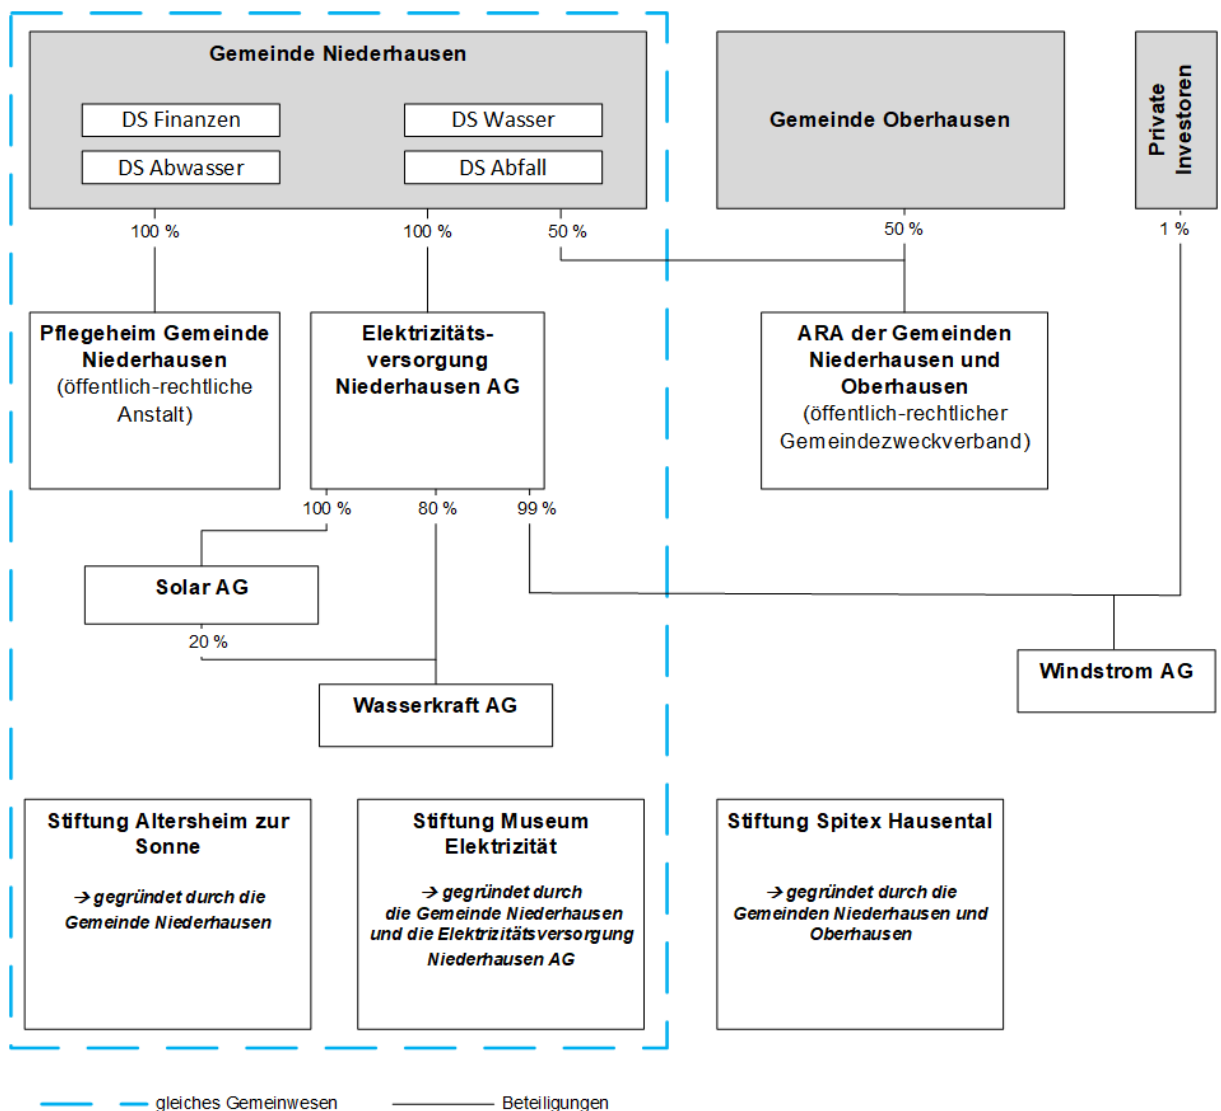 Gemeinde Niederhausen
DS Finanzen
DS Wasser
DS Abwasser
DS Abfall
Gemeinde Oberhausen
Private
Investoren
100 %
100 %
50 %
50 %
1 %
Pflegeheim Gemeinde
Niederhausen
(öffentlich-rechtliche
Anstalt)
Elektrizitäts-
versorgung
Niederhausen AG
ARA der Gemeinden
Niederhausen und
Oberhausen
(öffentlich-rechtlicher
Gemeindezweckverband)
100 %
80 %
99 %
Solar AG
20 %
Wasserkraft AG
Windstrom AG
Stiftung Altersheim zur
Sonne
→ gegründet durch die
Gemeinde Niederhausen
Stiftung Museum
Elektrizität
→ gegründet durch
die Gemeinde Niederhausen
und die Elektrizitätsversorgung
Niederhausen AG
Stiftung Spitex Hausental
→ gegründet durch die
Gemeinden Niederhausen und
Oberhausen
gleiches Gemeinwesen
Beteiligungen